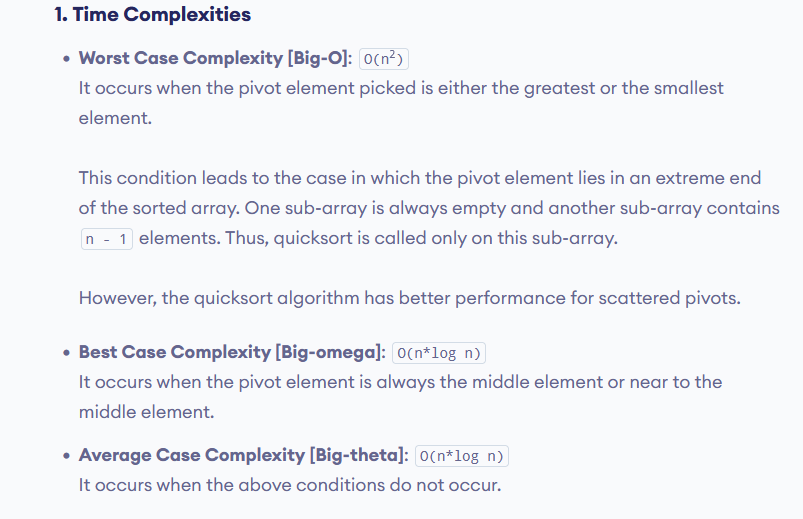 1. Time Complexities
• Worst Case Complexity [Big-O]: O(n²)
It occurs when the pivot element picked is either the greatest or the smallest
element.
This condition leads to the case in which the pivot element lies in an extreme end
of the sorted array. One sub-array is always empty and another sub-array contains
n - 1 elements. Thus, quicksort is called only on this sub-array.
However, the quicksort algorithm has better performance for scattered pivots.
• Best Case Complexity [Big-omega]: O(n*log n)
It occurs when the pivot element is always the middle element or near to the
middle element.
• Average Case Complexity [Big-theta]: O(n*log n)
It occurs when the above conditions do not occur.